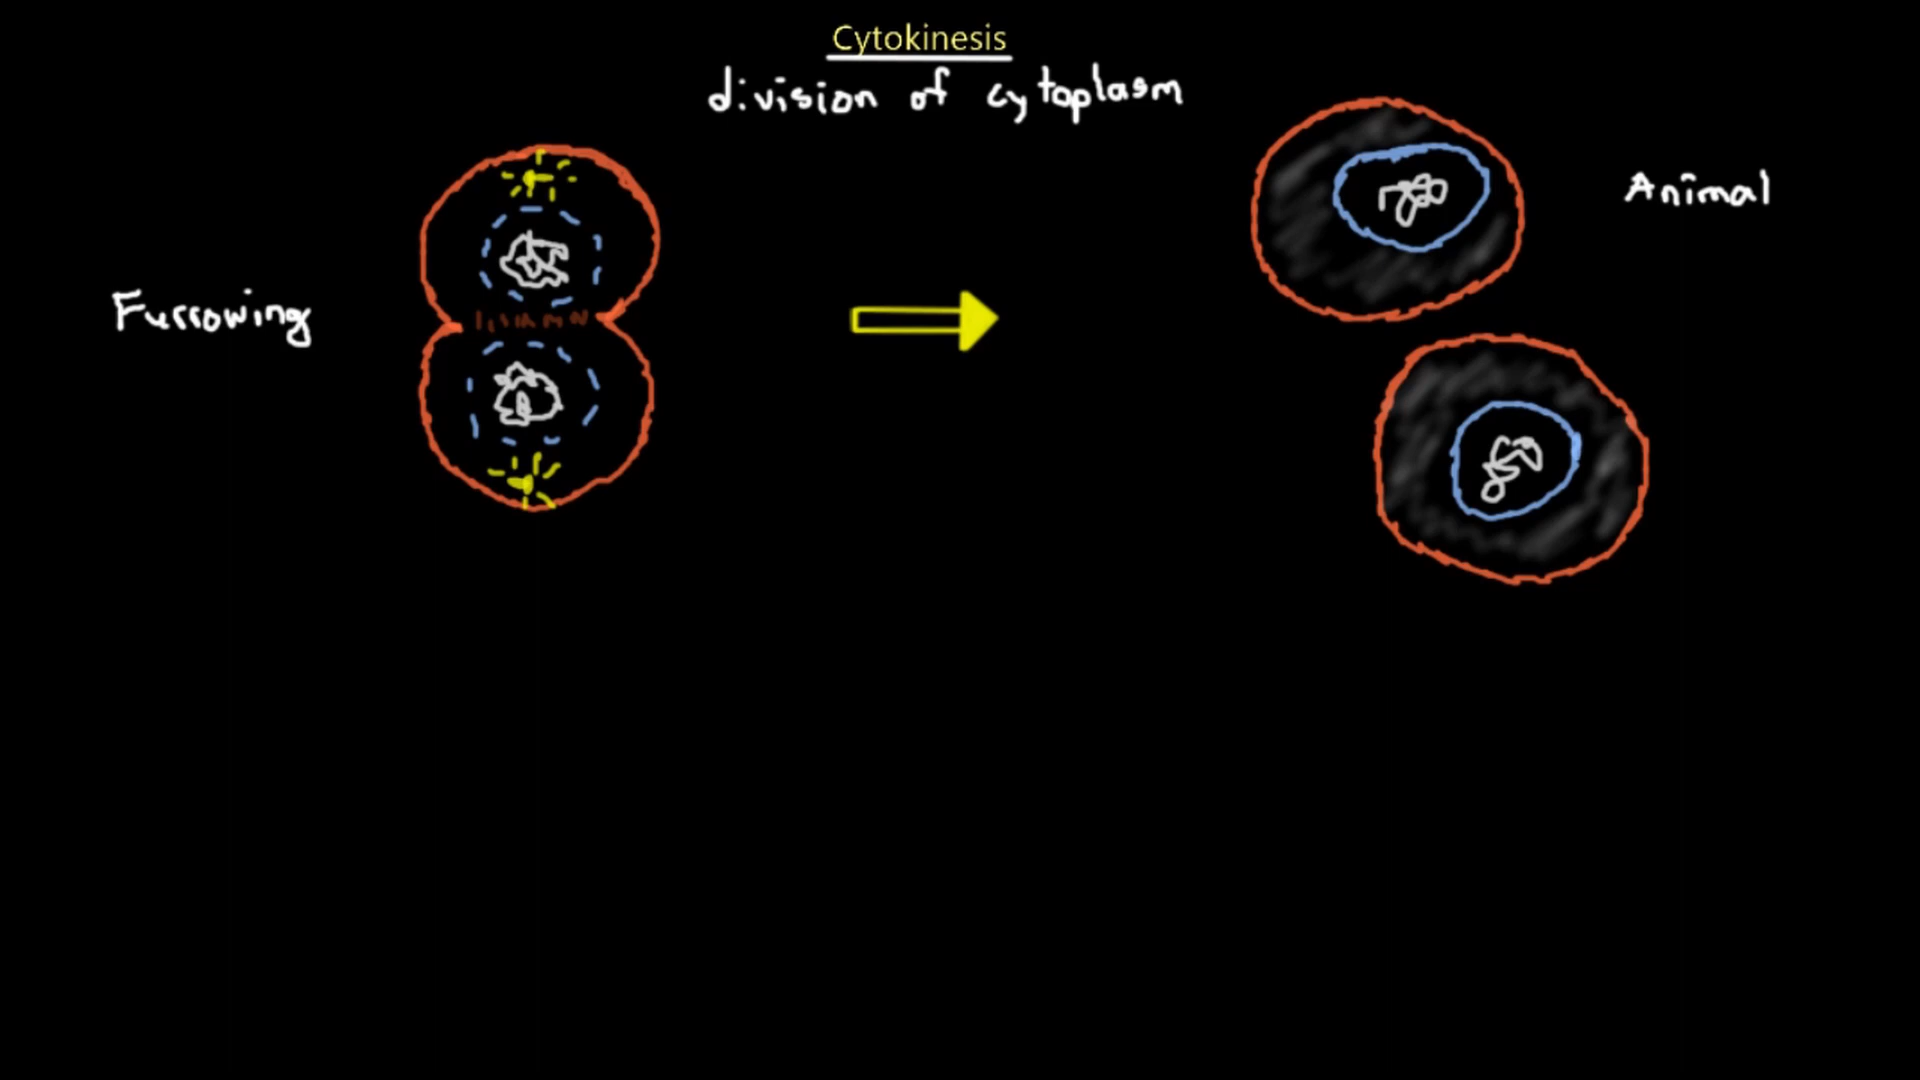 Cytokinesis
division of cytoplasm
Animal
Furrowing